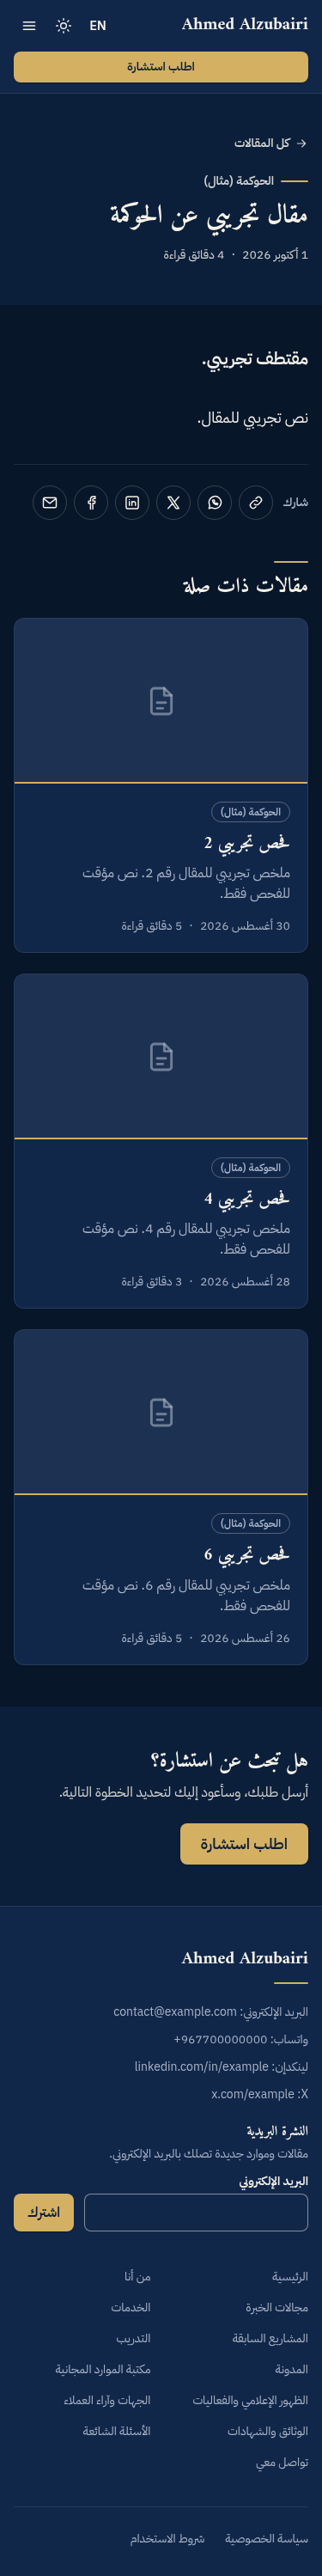 Ahmed Alzubairi
EN
اطلب استشارة
→ كل المقالات
الحوكمة (مثال)
مقال تجريبي عن الحوكمة
1 أكتوبر 2026 · 4 دقائق قراءة
مقتطف تجريبي.
نص تجريبي للمقال.
شارك
مقالات ذات صلة
الحوكمة (مثال)
فحص تجريبي 2
ملخص تجريبي للمقال رقم 2. نص مؤقت
للفحص فقط.
30 أغسطس 2026 · 5 دقائق قراءة
الحوكمة (مثال)
فحص تجريبي 4
ملخص تجريبي للمقال رقم 4. نص مؤقت
للفحص فقط.
28 أغسطس 2026 · 3 دقائق قراءة
الحوكمة (مثال)
فحص تجريبي 6
ملخص تجريبي للمقال رقم 6. نص مؤقت
للفحص فقط.
26 أغسطس 2026 · 5 دقائق قراءة
هل تبحث عن استشارة؟
أرسل طلبك، وسأعود إليك لتحديد الخطوة التالية.
اطلب استشارة
Ahmed Alzubairi
البريد الإلكتروني: contact@example.com
واتساب: 967700000000+
لينكدإن: linkedin.com/in/example
X: x.com/example
النشرة البريدية
مقالات وموارد جديدة تصلك بالبريد الإلكتروني.
البريد الإلكتروني
اشترك
الرئيسية
من أنا
مجالات الخبرة
الخدمات
المشاريع السابقة
التدريب
المدونة
مكتبة الموارد المجانية
الظهور الإعلامي والفعاليات
الجهات وآراء العملاء
الوثائق والشهادات
الأسئلة الشائعة
تواصل معي
سياسة الخصوصية
شروط الاستخدام